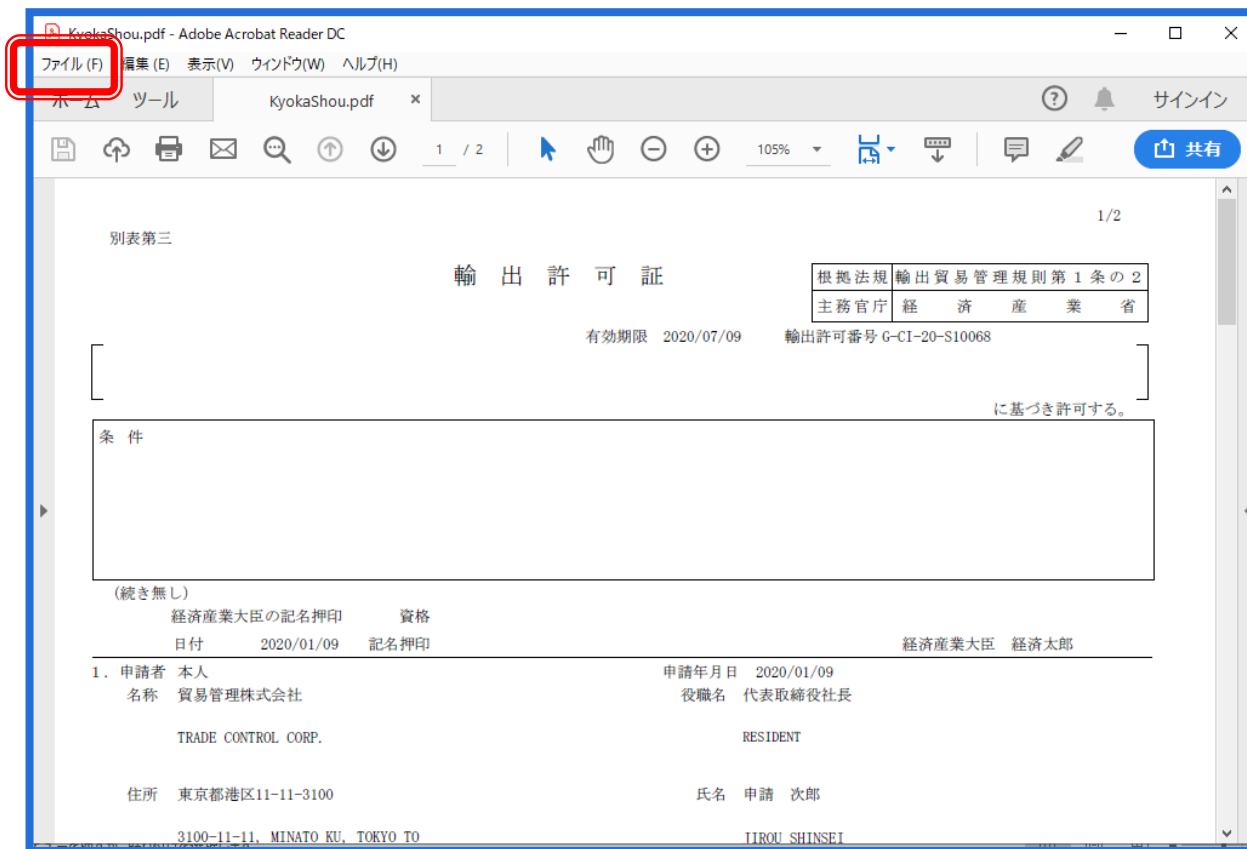 KyokaShou.pdf - Adobe Acrobat Reader DC
ファイル(F) 編集(E) 表示(V) ウィンドウ(W) ヘルプ(H)
ホーム ツール KyokaShou.pdf × サインイン
1 / 2 105% 共有
1/2
別表第三
輸 出 許 可 証
根拠法規 輸出貿易管理規則第1条の2
主務官庁 経 済 産 業 省
有効期限 2020/07/09 輸出許可番号 G-CI-20-S10068
に基づき許可する。
条 件
(続き無し)
経済産業大臣の記名押印 資格
日付 2020/01/09 記名押印 経済産業大臣 経済太郎
1. 申請者 本人 申請年月日 2020/01/09
名称 貿易管理株式会社 役職名 代表取締役社長
TRADE CONTROL CORP. RESIDENT
住所 東京都港区11-11-3100 氏名 申請 次郎
3100-11-11, MINATO KU, TOKYO TO IIROU SHINSEI